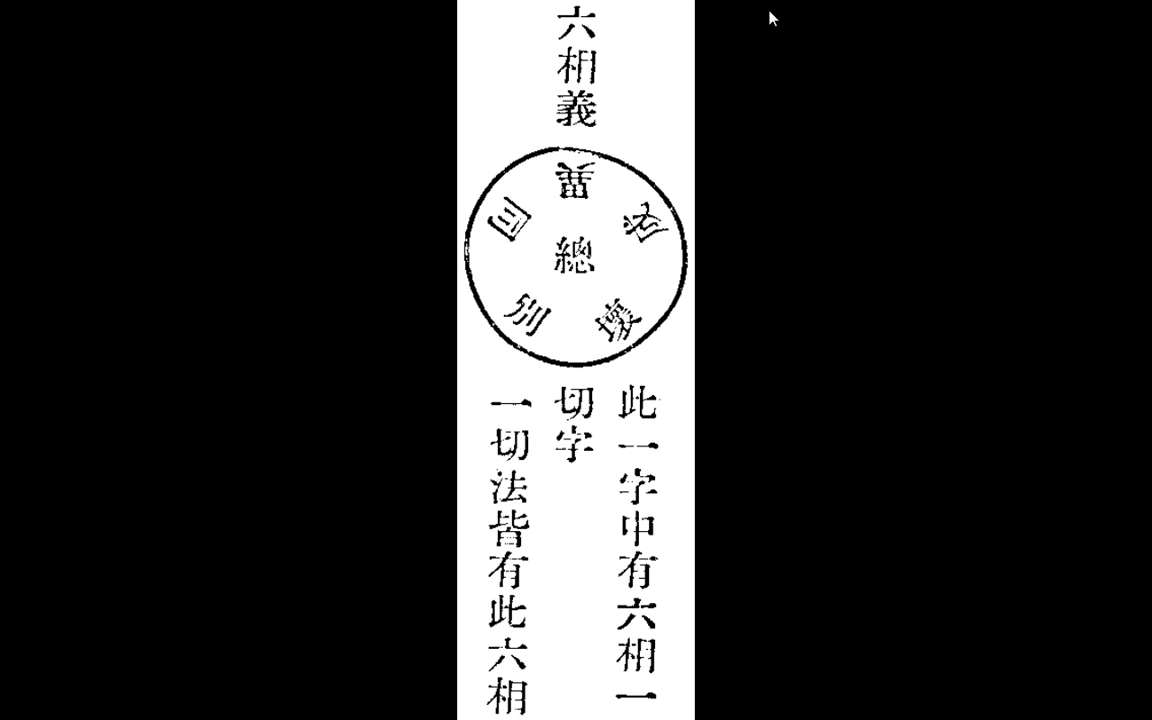 六相義
總
別
同
異
成
壞
此一字中有六相一
切字
一切法皆有此六相